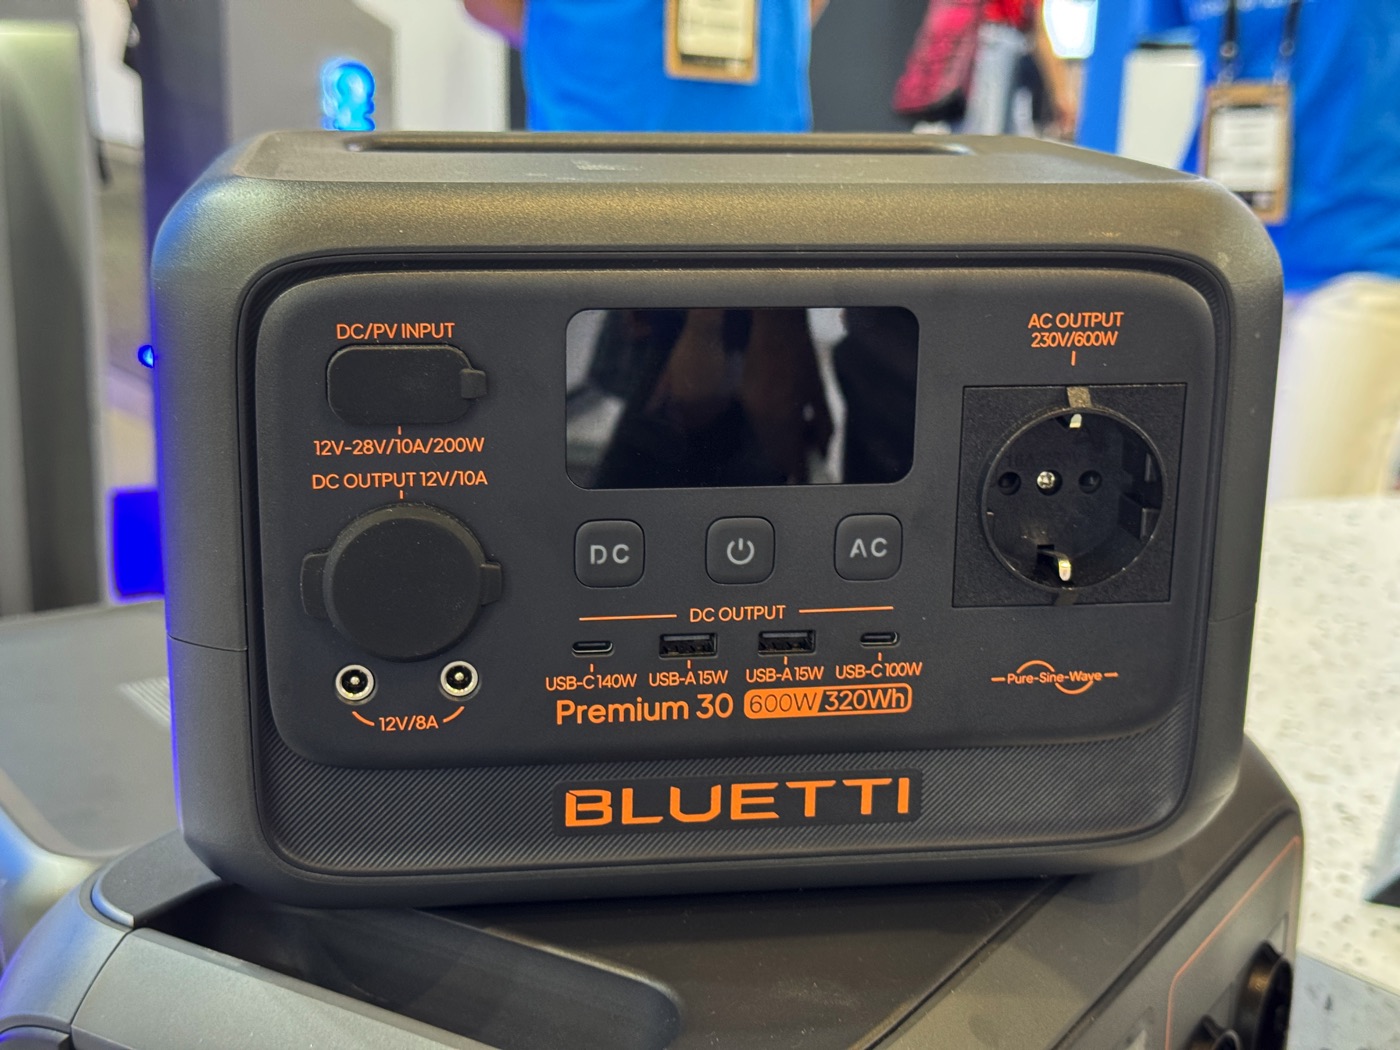 DC/PV INPUT
12V-28V/10A/200W
DC OUTPUT 12V/10A
12V/8A
DC
AC
DC OUTPUT
USB-C 140W USB-A 15W USB-A 15W USB-C 100W
Premium 30 600W/320Wh
BLUETTI
AC OUTPUT
230V/600W
Pure-Sine-Wave